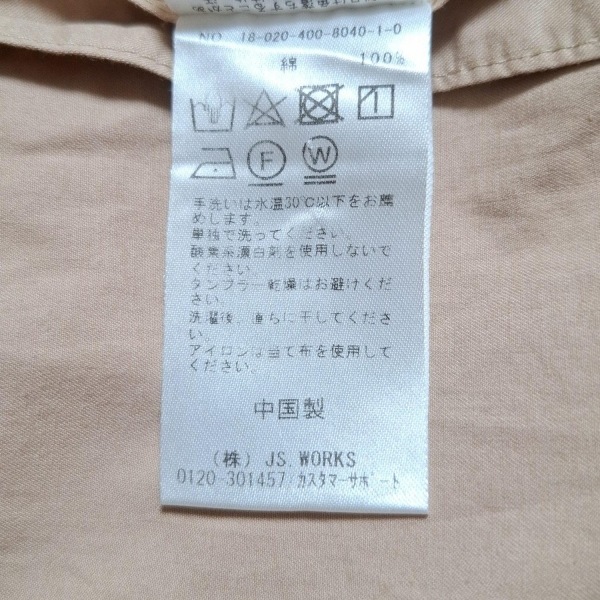 NO 18-020-400-8040-1-0
綿 100%
F W
手洗いは水温30℃以下をお薦
めします。
単独で洗ってください。
酸素系漂白剤を使用しないで
ください。
タンブラー乾燥はお避けくだ
さい。
洗濯後、直ちに干してくださ
い。
アイロンは当て布を使用して
ください。
中国製
(株) JS.WORKS
0120-301457/カスタマーサポート